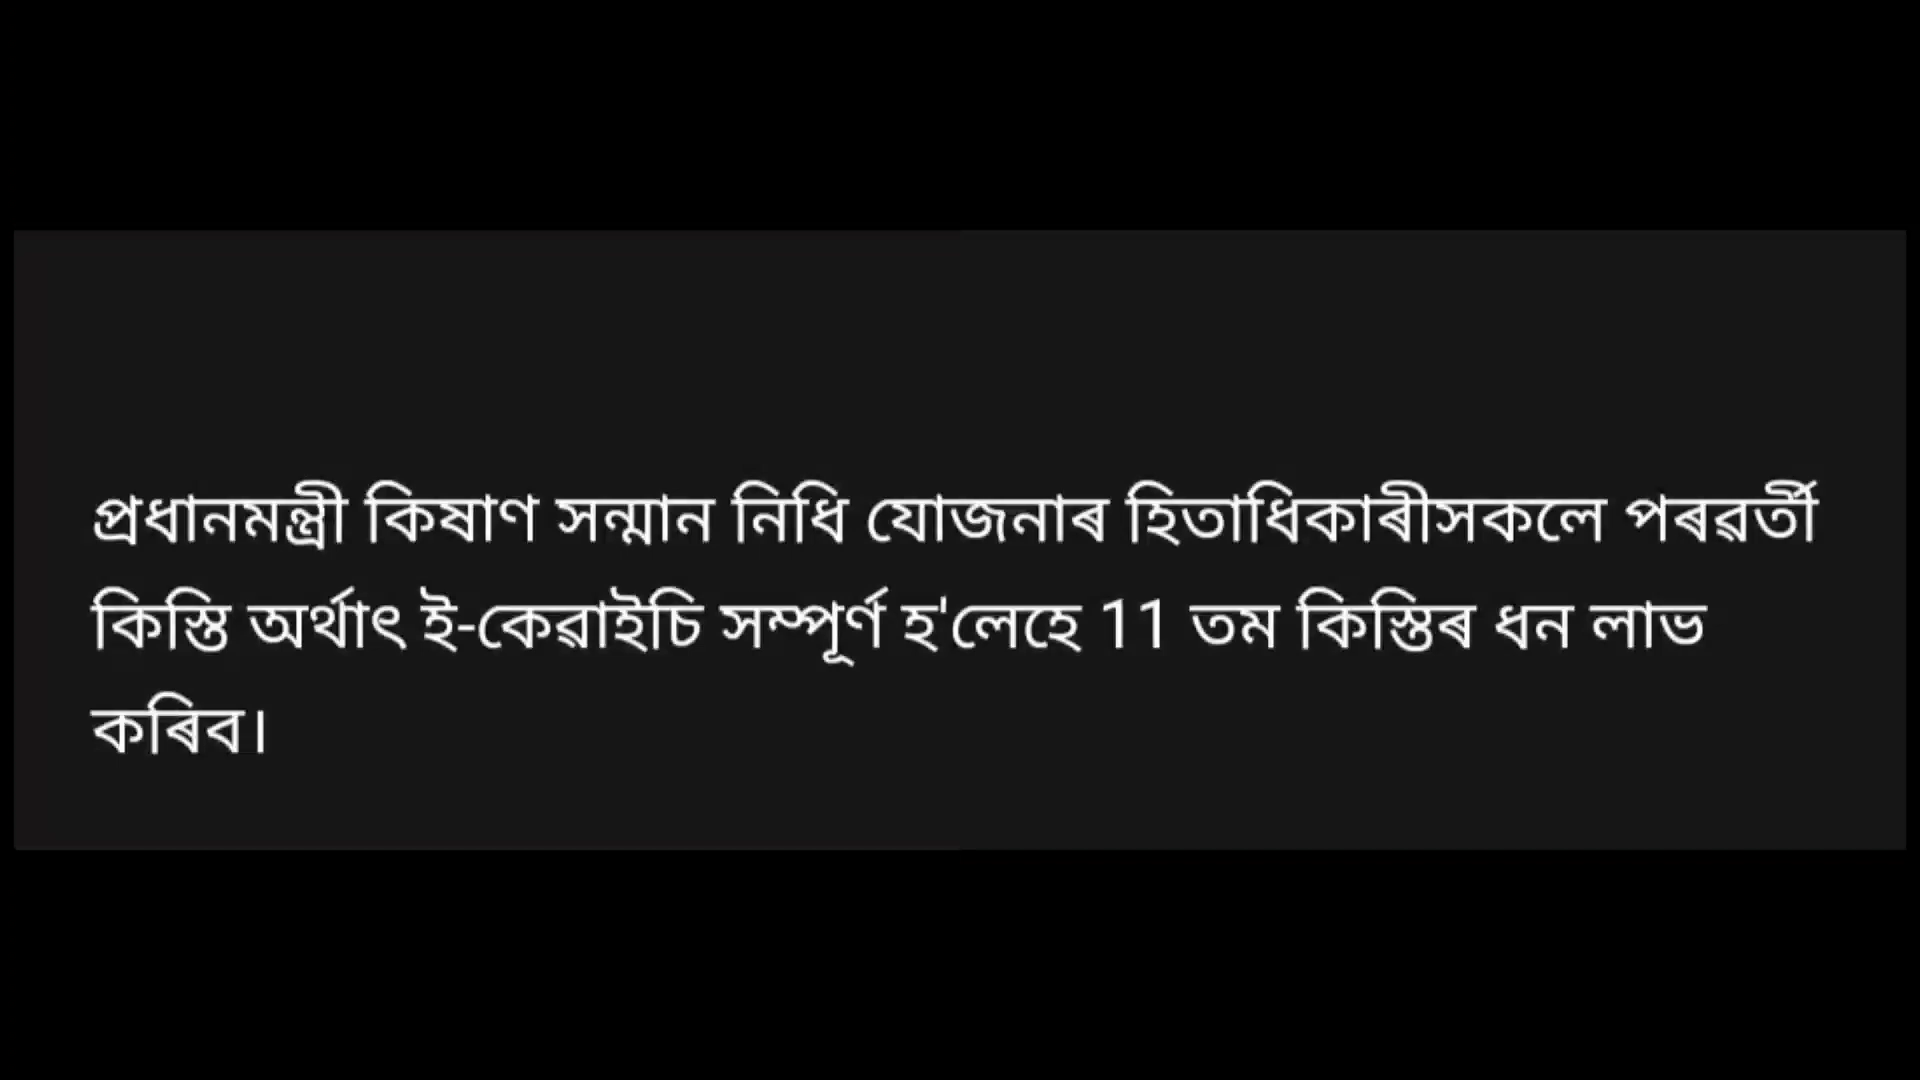 প্ৰধানমন্ত্ৰী কিষাণ সন্মান নিধি যোজনাৰ হিতাধিকাৰীসকলে পৰৱৰ্তী
কিস্তি অৰ্থাৎ ই-কেৱাইচি সম্পূৰ্ণ হ'লেহে 11 তম কিস্তিৰ ধন লাভ
কৰিব।